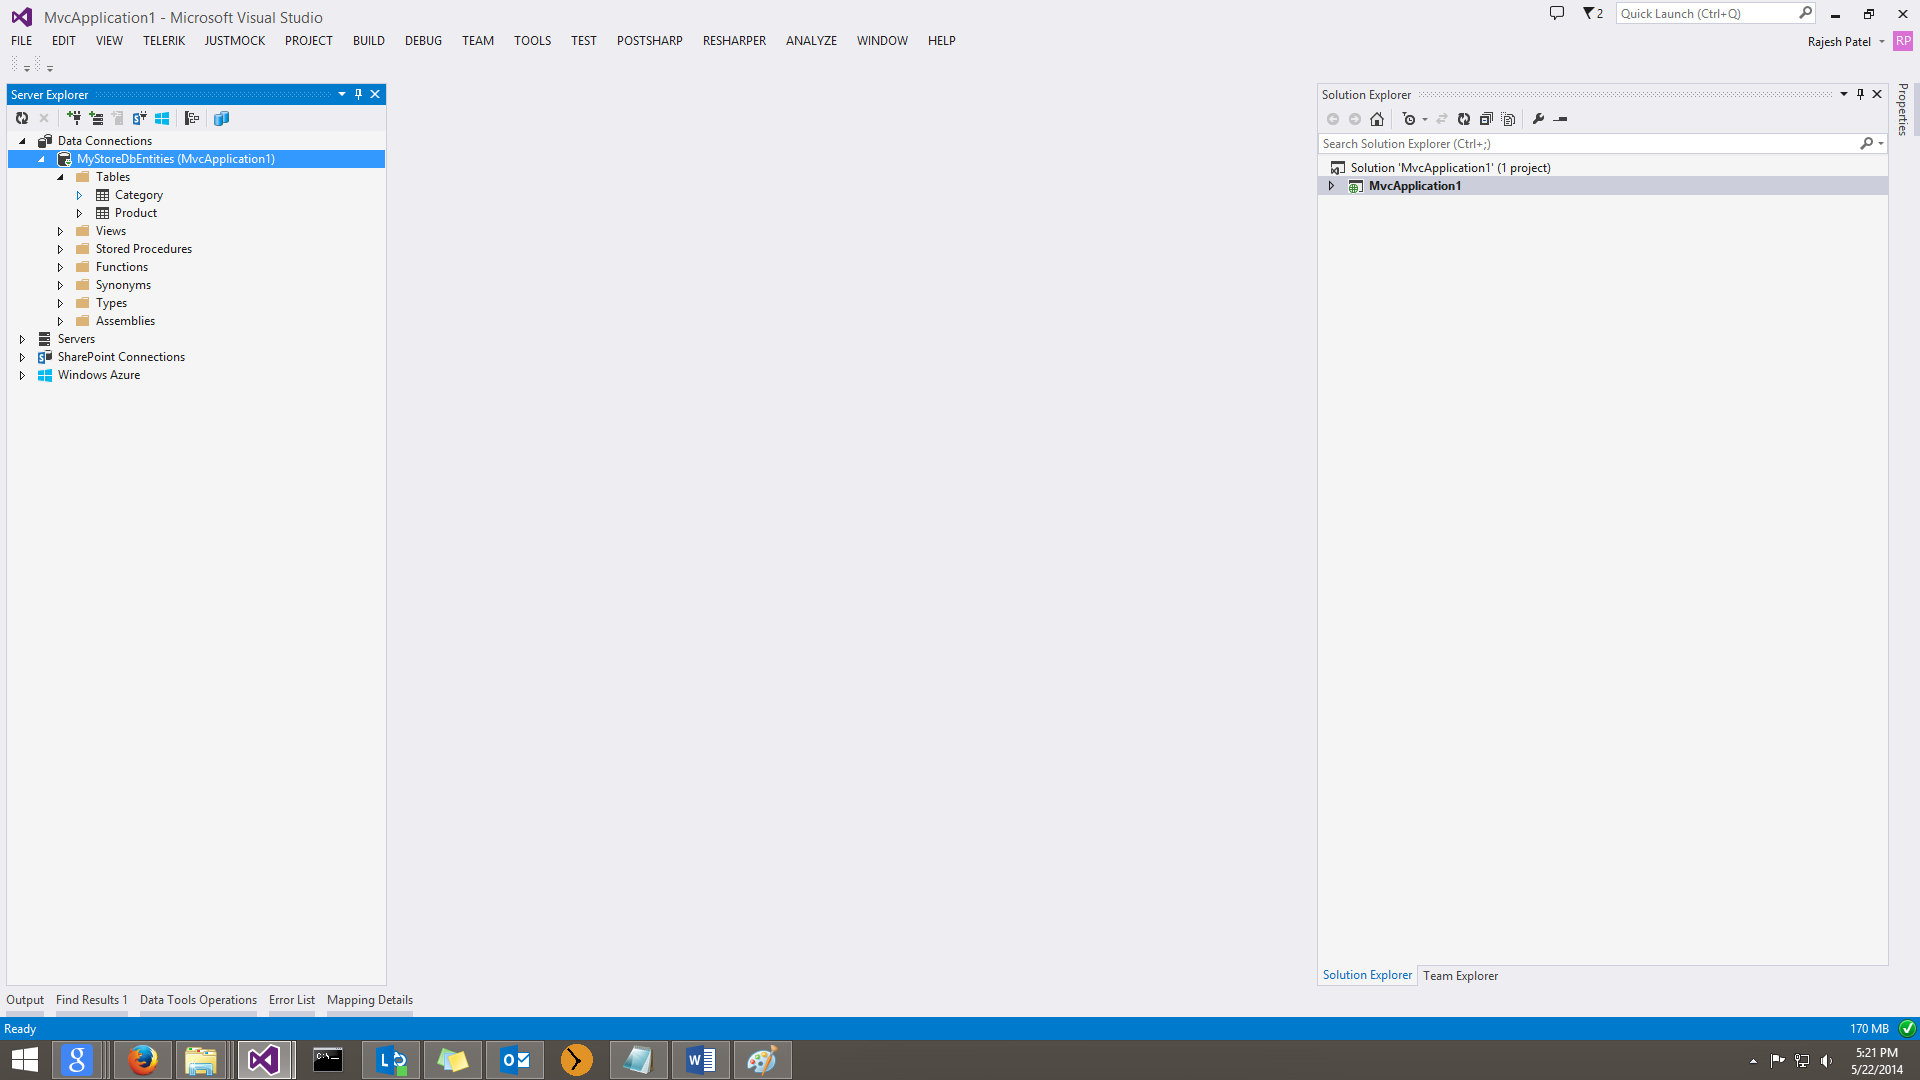 MvcApplication1 - Microsoft Visual Studio
2
Quick Launch (Ctrl+Q)
FILE EDIT VIEW TELERIK JUSTMOCK PROJECT BUILD DEBUG TEAM TOOLS TEST POSTSHARP RESHARPER ANALYZE WINDOW HELP
Rajesh Patel RP
Server Explorer
Data Connections
MyStoreDbEntities (MvcApplication1)
Tables
Category
Product
Views
Stored Procedures
Functions
Synonyms
Types
Assemblies
Servers
SharePoint Connections
Windows Azure
Solution Explorer
Search Solution Explorer (Ctrl+;)
Solution 'MvcApplication1' (1 project)
MvcApplication1
Solution Explorer Team Explorer
Properties
Output Find Results 1 Data Tools Operations Error List Mapping Details
Ready
170 MB
5:21 PM
5/22/2014